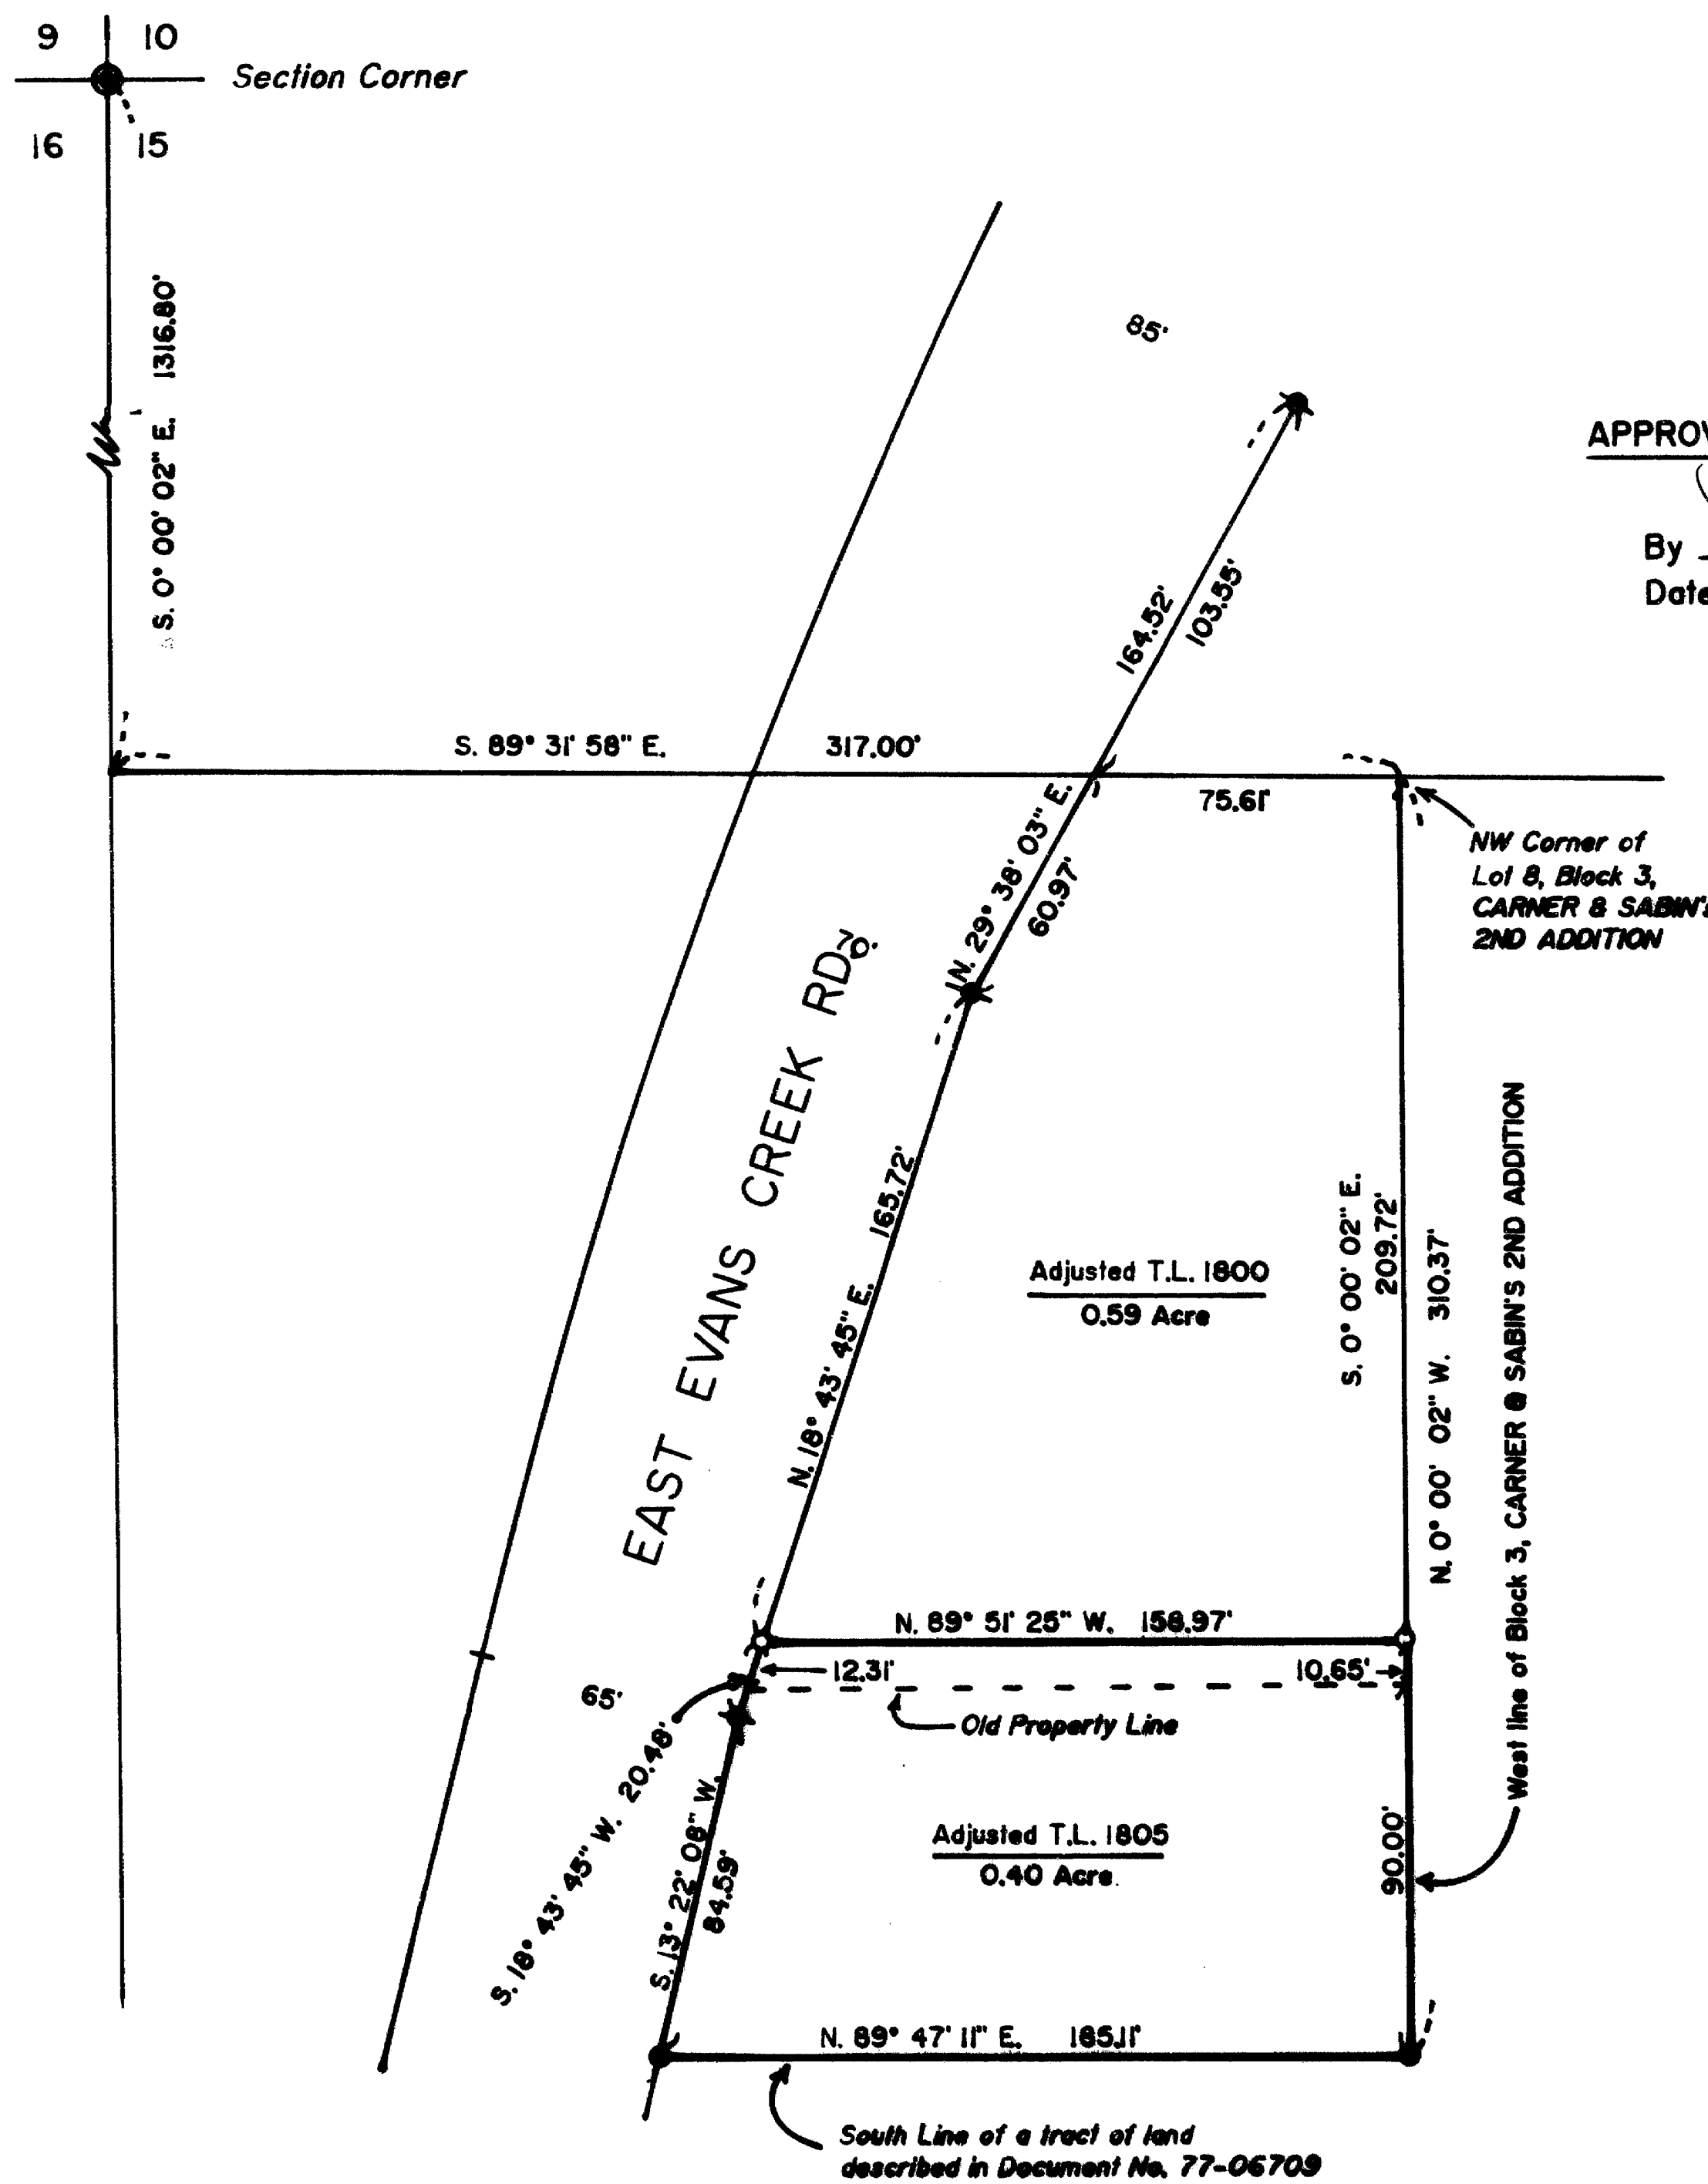 9 10
Section Corner
16 15
S. 0° 00' 02" E. 1316.80'
85'
APPROV
By
Date
164.52'
103.55'
S. 89° 31' 58" E. 317.00'
75.61'
NW Corner of
Lot 8, Block 3,
CARNER & SABIN'S
2ND ADDITION
N. 29° 38' 03" E.
60.97'
70'
EAST EVANS CREEK RD.
N. 18° 43' 45" E. 165.72'
Adjusted T.L. 1800
0.59 Acre
S. 0° 00' 02" E.
209.72'
N. 0° 00' 02" W. 310.37'
West line of Block 3, CARNER & SABIN'S 2ND ADDITION
N. 89° 51' 25" W. 158.97'
12.31' 10.65'
Old Property Line
65'
S. 18° 43' 45" W. 20.48'
S. 13° 22' 08" W.
84.59'
Adjusted T.L. 1805
0.40 Acre
90.00'
N. 89° 47' 11" E. 185.11'
South Line of a tract of land
described in Document No. 77-06709